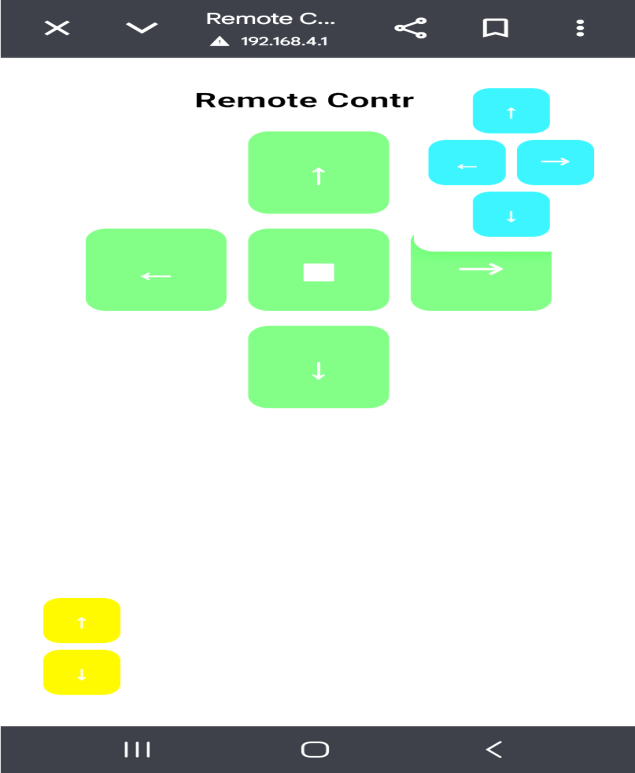 Remote C...
192.168.4.1
Remote Contr
↑
↑
← →
↓
← ■ →
↓
↑
↓